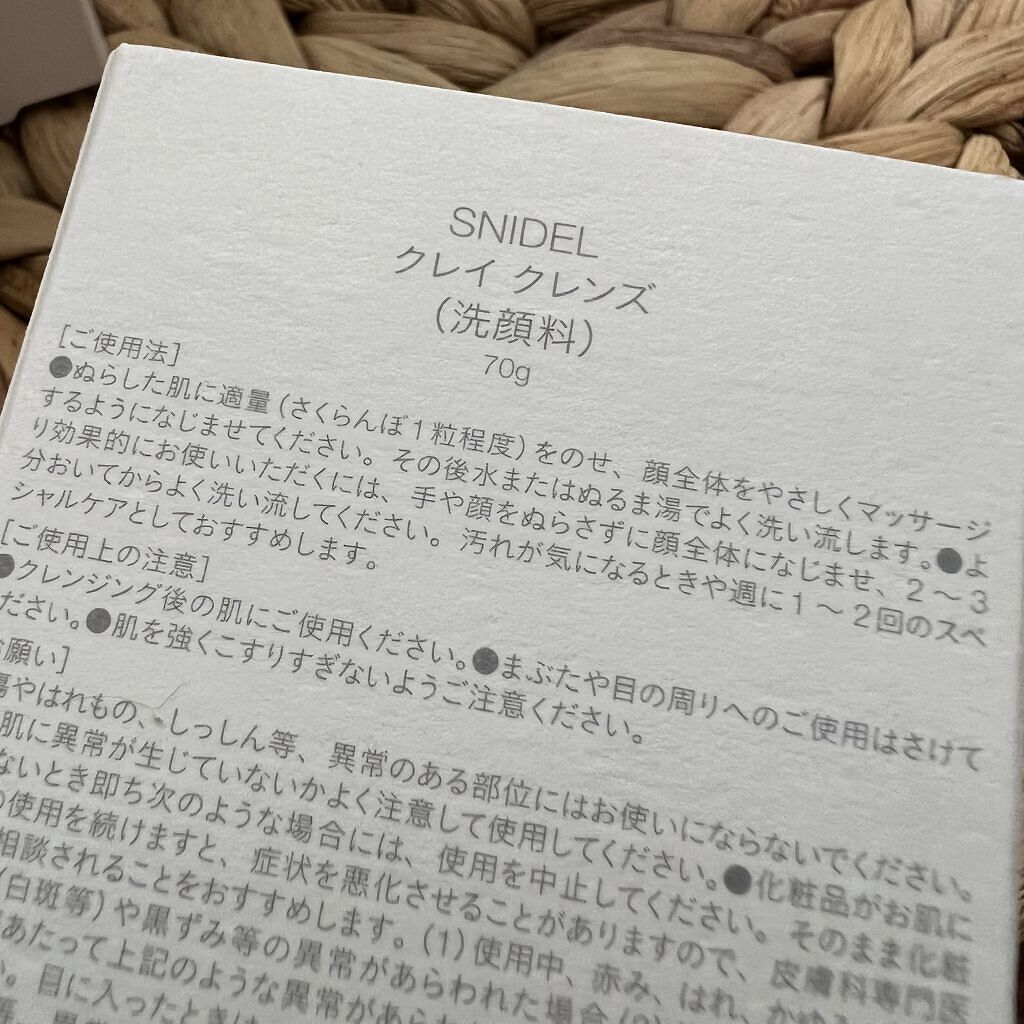 SNIDEL
クレイ クレンズ
(洗顔料)
70g
[ご使用法]
●ぬらした肌に適量(さくらんぼ1粒程度)をのせ、顔全体をやさしくマッサージ
するようになじませてください。その後水またはぬるま湯でよく洗い流します。●よ
り効果的にお使いいただくには、手や顔をぬらさずに顔全体になじませ、2～3
分おいてからよく洗い流してください。汚れが気になるときや週に1～2回のスペ
シャルケアとしておすすめします。
[ご使用上の注意]
●クレンジング後の肌にご使用ください。●まぶたや目の周りへのご使用はさけて
ださい。●肌を強くこすりすぎないようご注意ください。
願い]
傷やはれもの、しっしん等、異常のある部位にはお使いにならないでください。
肌に異常が生じていないかよく注意して使用してください。●化粧品がお肌に
ないとき即ち次のような場合には、使用を中止してください。そのまま化粧
の使用を続けますと、症状を悪化させることがありますので、皮膚科専門医
相談されることをおすすめします。(1)使用中、赤み、はれ、かゆみ
(白斑等)や黒ずみ等の異常があらわれた場合
あたって上記のような異常があらわ
。目に入ったときは